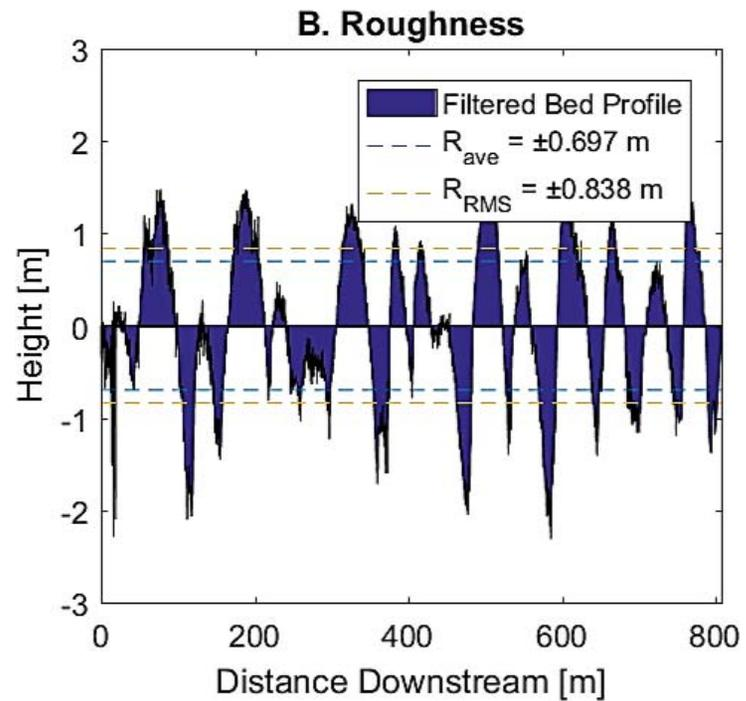 B. Roughness
3
2
1
0
-1
-2
-3
Height [m]
Filtered Bed Profile
R_ave = ±0.697 m
R_RMS = ±0.838 m
0 200 400 600 800
Distance Downstream [m]